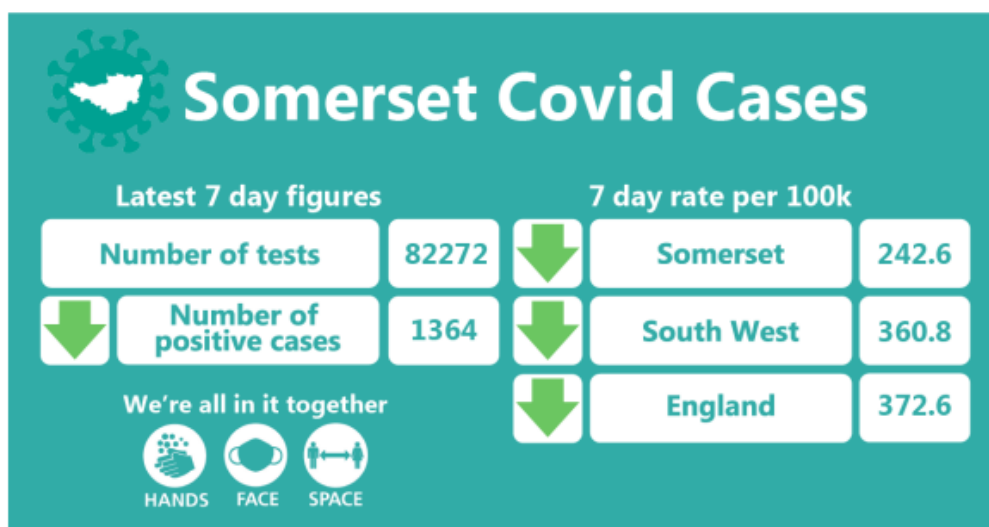 Somerset Covid Cases
Latest 7 day figures
Number of tests
82272
Number of
positive cases
1364
We're all in it together
HANDS
FACE
SPACE
7 day rate per 100k
Somerset
242.6
South West
360.8
England
372.6